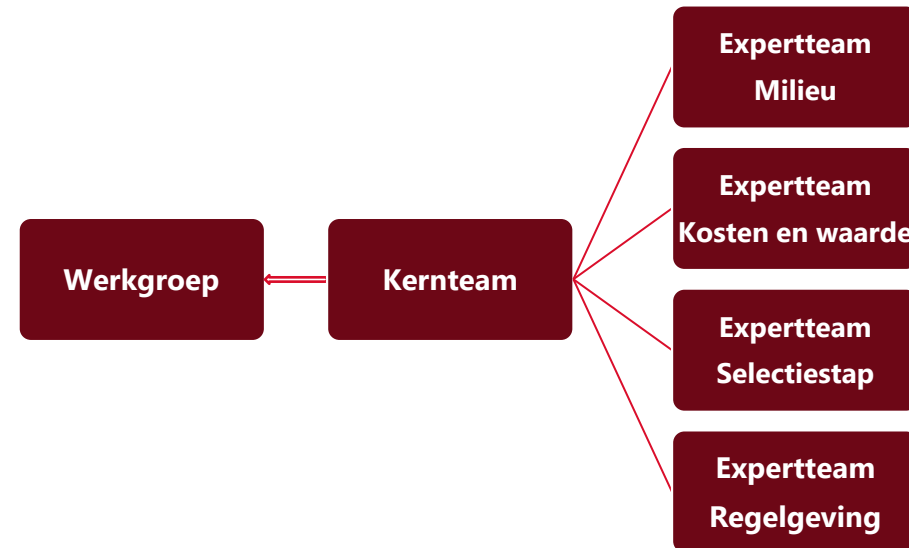 Werkgroep
Kernteam
Expertteam
Milieu
Expertteam
Kosten en waarde
Expertteam
Selectiestap
Expertteam
Regelgeving